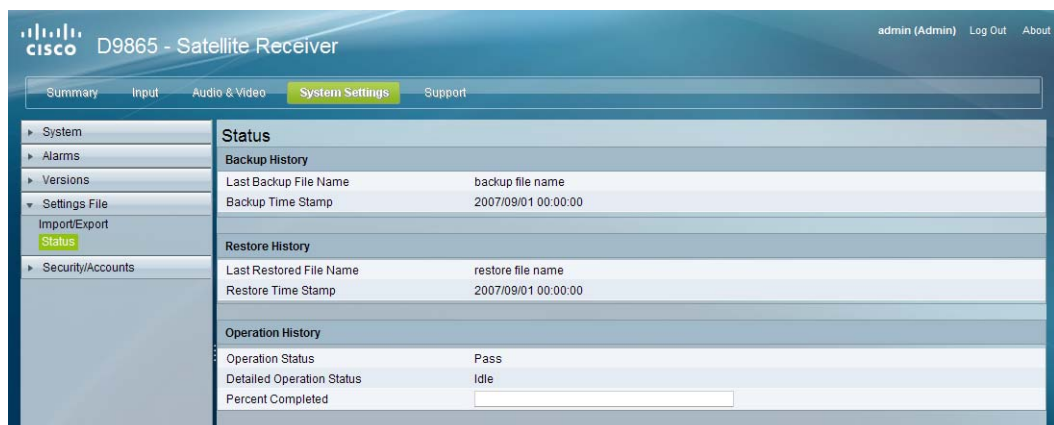 CISCO D9865 - Satellite Receiver
admin (Admin) Log Out About
Summary Input Audio & Video System Settings Support
System
Alarms
Versions
Settings File
Import/Export
Status
Security/Accounts
Status
Backup History
Last Backup File Name backup file name
Backup Time Stamp 2007/09/01 00:00:00
Restore History
Last Restored File Name restore file name
Restore Time Stamp 2007/09/01 00:00:00
Operation History
Operation Status Pass
Detailed Operation Status Idle
Percent Completed